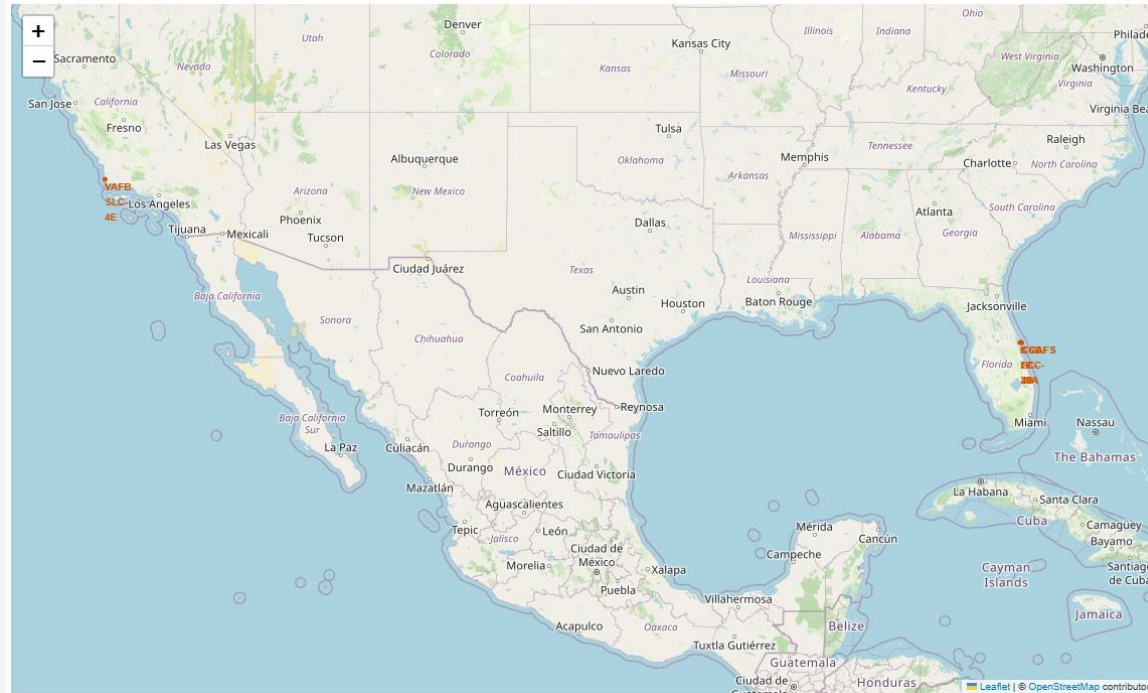 +
−
Denver
Ohio
Illinois
Indiana
Philade
Utah
Kansas City
Sacramento
Colorado
Nevada
Kansas
Missouri
West Virginia
Washington
Kentucky
Virginia
San Jose
California
Virginia Bea
Fresno
Las Vegas
Tulsa
Raleigh
Albuquerque
Oklahoma
Memphis
Tennessee
Charlotte
North Carolina
Arkansas
VAFB
SLC-
4E
Los Angeles
Arizona
New Mexico
Phoenix
Atlanta
South Carolina
Tijuana
Mexicali
Tucson
Dallas
Mississippi
Alabama
Georgia
Ciudad Juárez
Texas
Louisiana
Baja California
Austin
Houston
Baton Rouge
Jacksonville
Sonora
San Antonio
Chihuahua
Florida
Nuevo Laredo
Coahuila
Torreón
Monterrey
Reynosa
Baja California
Sur
Saltillo
Tamaulipas
Miami
Nassau
La Paz
Culiacán
Durango
The Bahamas
Durango
México
Ciudad Victoria
Mazatlán
La Habana
Santa Clara
Aguascalientes
Cuba
Tepic
León
Mérida
Cancún
Camagüey
Jalisco
Ciudad de
México
Campeche
Bayamo
Morelia
Xalapa
Cayman
Islands
Santiag
de Cuba
Puebla
Villahermosa
Jamaica
Acapulco
Oaxaca
Belize
Tuxtla Gutiérrez
Guatemala
Ciudad de
Guatemala
Honduras
Leaflet | © OpenStreetMap contributo